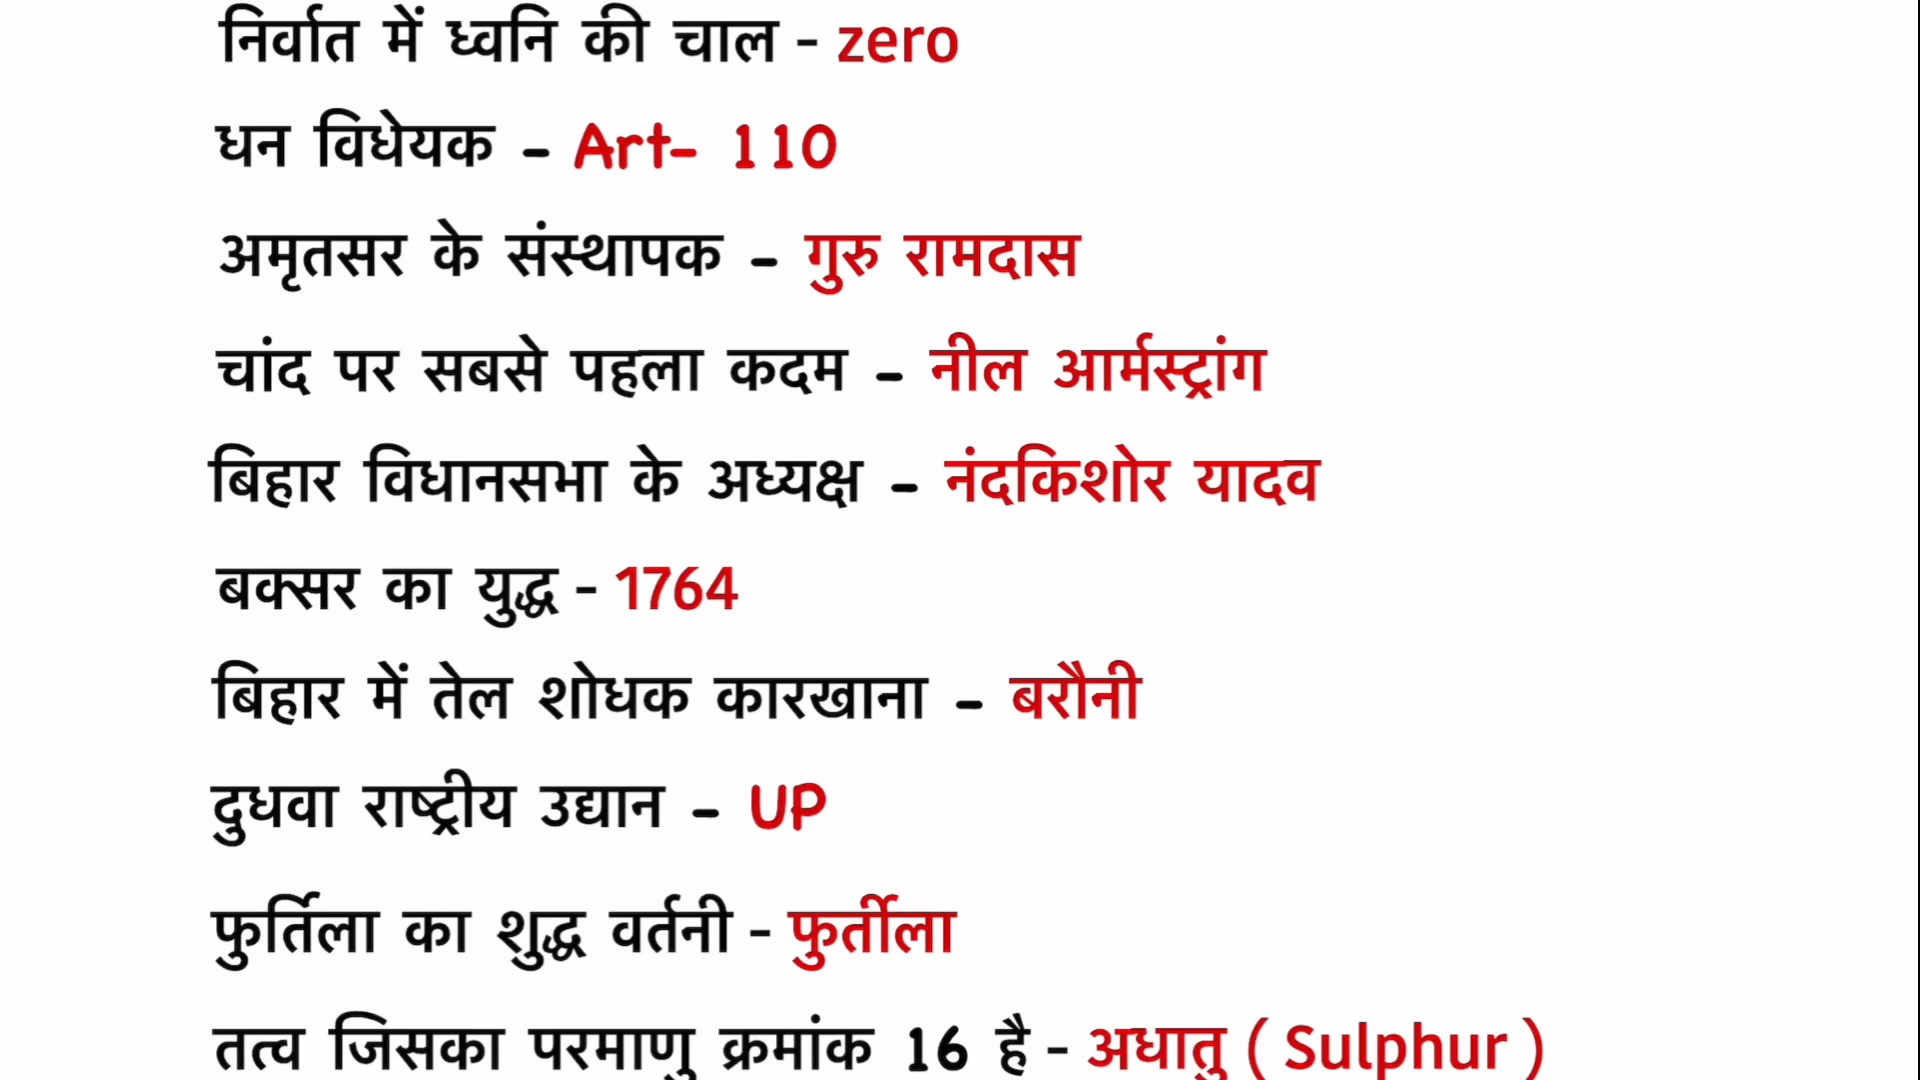 निर्वात में ध्वनि की चाल - zero
धन विधेयक – Art– 110
अमृतसर के संस्थापक – गुरु रामदास
चांद पर सबसे पहला कदम – नील आर्मस्ट्रांग
बिहार विधानसभा के अध्यक्ष – नंदकिशोर यादव
बक्सर का युद्ध - 1764
बिहार में तेल शोधक कारखाना – बरौनी
दुधवा राष्ट्रीय उद्यान – UP
फुर्तिला का शुद्ध वर्तनी - फुर्तीला
तत्व जिसका परमाणु क्रमांक 16 है - अधातु ( Sulphur )